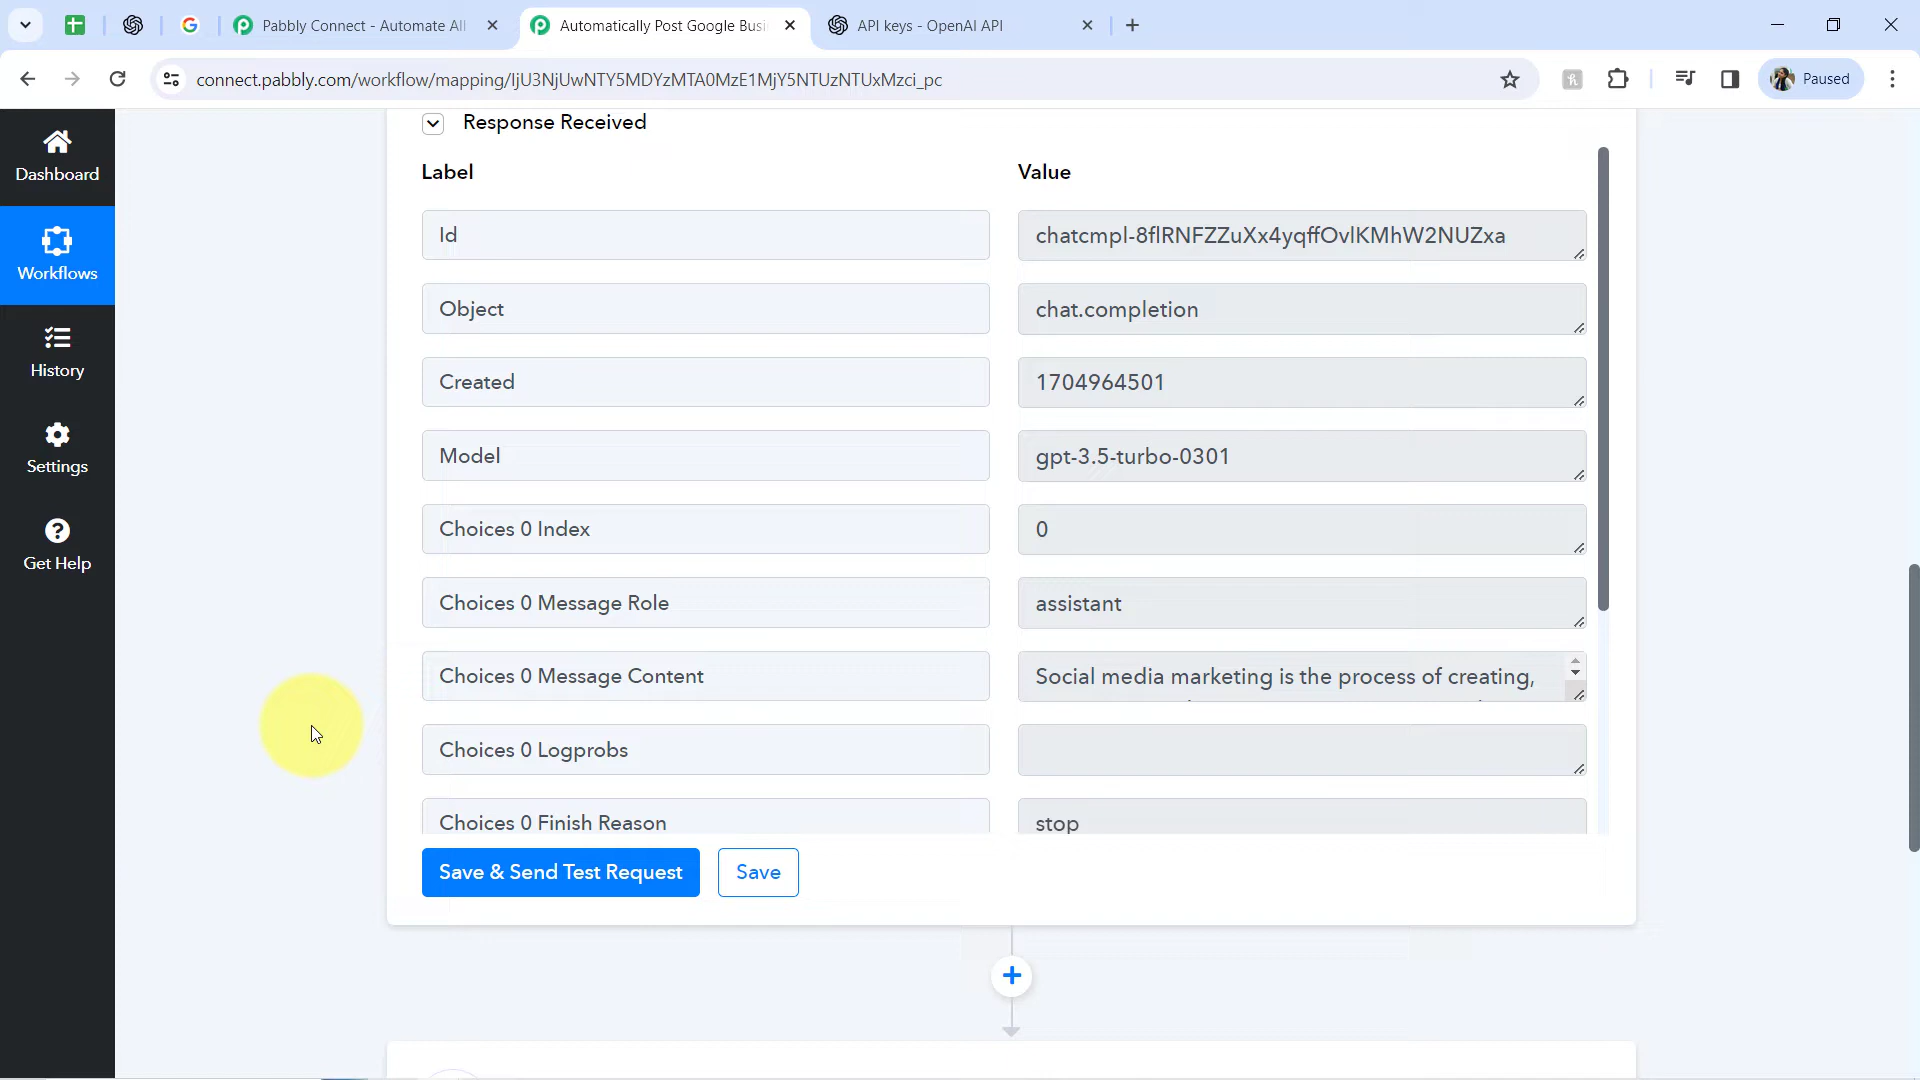 Pabbly Connect - Automate All
Automatically Post Google Busi
API keys - OpenAI API
connect.pabbly.com/workflow/mapping/IjU3NjUwNTY5MDYzMTA0MzE1MjY5NTUzNTUxMzci_pc
Paused
Dashboard
Workflows
History
Settings
Get Help
Response Received
Label Value
Id chatcmpl-8flRNFZZuXx4yqffOvlKMhW2NUZxa
Object chat.completion
Created 1704964501
Model gpt-3.5-turbo-0301
Choices 0 Index 0
Choices 0 Message Role assistant
Choices 0 Message Content Social media marketing is the process of creating,
Choices 0 Logprobs
Choices 0 Finish Reason stop
Save & Send Test Request Save